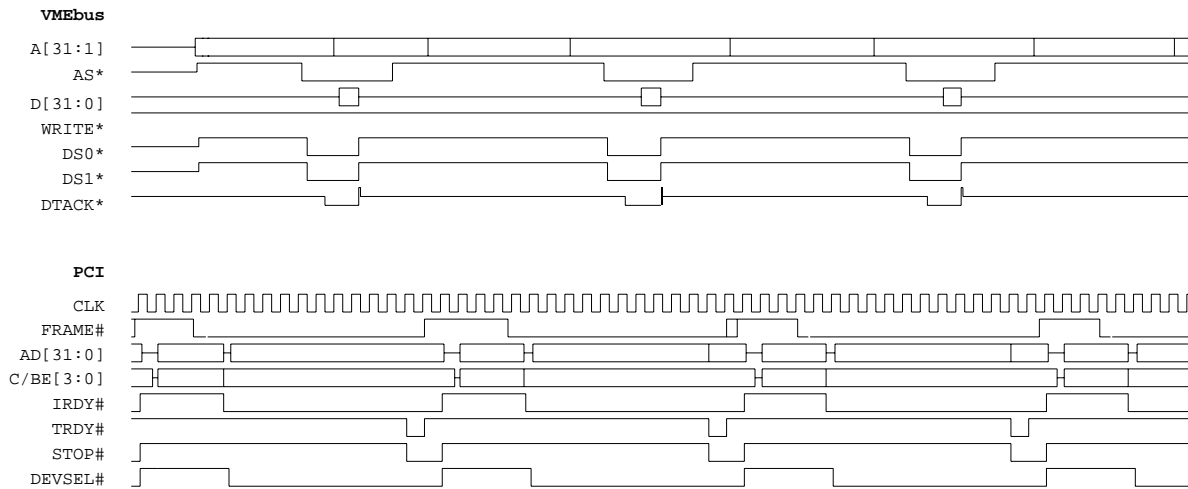 VMEbus
A[31:1]
AS*
D[31:0]
WRITE*
DS0*
DS1*
DTACK*
PCI
CLK
FRAME#
AD[31:0]
C/BE[3:0]
IRDY#
TRDY#
STOP#
DEVSEL#